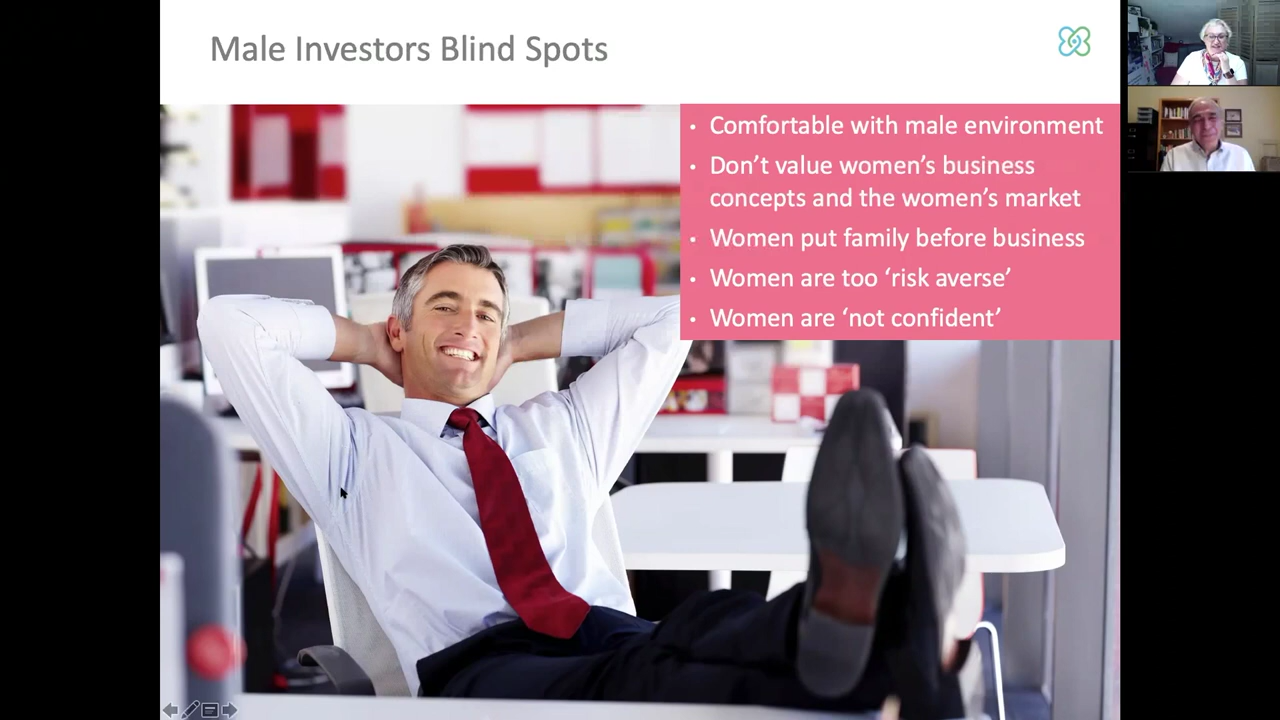 Male Investors Blind Spots
• Comfortable with male environment
• Don’t value women’s business
concepts and the women’s market
• Women put family before business
• Women are too ‘risk averse’
• Women are ‘not confident’